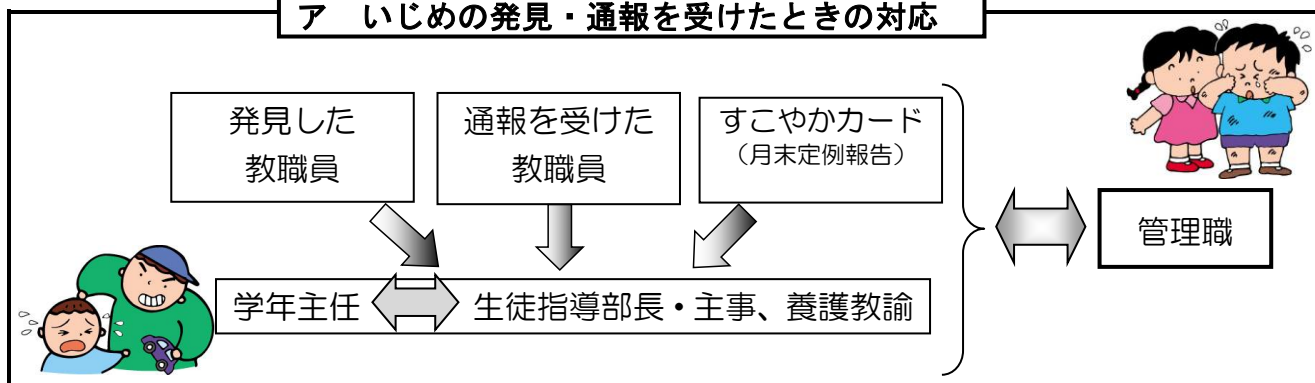 ア　いじめの発見・通報を受けたときの対応
発見した
教職員
通報を受けた
教職員
すこやかカード
（月末定例報告）
管理職
学年主任
生徒指導部長・主事、養護教諭